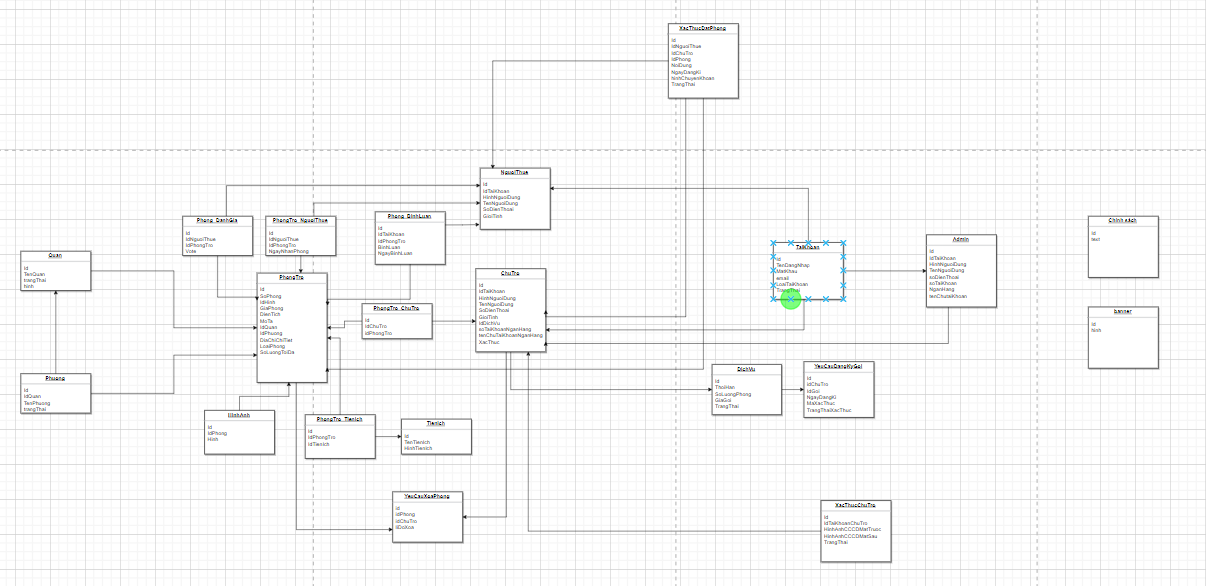 XacThucDatPhong
id
idNguoiThue
idChuTro
idPhong
NoiDung
NgayDangKi
hinhChuyenKhoan
TrangThai
NguoiThue
id
idTaiKhoan
HinhNguoiDung
TenNguoiDung
SoDienThoai
GioiTinh
Phong_DanhGia
id
idNguoiThue
idPhongTro
Vote
PhongTro_NguoiThue
id
idNguoiThue
idPhongTro
NgayNhanPhong
Phong_BinhLuan
id
idTaiKhoan
idPhongTro
BinhLuan
NgayBinhLuan
Quan
id
TenQuan
trangThai
hinh
PhongTro
id
SoPhong
idHinh
GiaPhong
DienTich
MoTa
idQuan
idPhuong
DiaChiChiTiet
LoaiPhong
SoLuongToiDa
PhongTro_ChuTro
id
idChuTro
idPhongTro
ChuTro
id
idTaiKhoan
HinhNguoiDung
TenNguoiDung
SoDienThoai
GioiTinh
idDichVu
soTaiKhoanNganHang
tenChuTaiKhoanNganHang
XacThuc
TaiKhoan
id
TenDangNhap
MatKhau
email
LoaiTaiKhoan
TrangThai
Admin
id
idTaiKhoan
HinhNguoiDung
TenNguoiDung
soDienThoai
soTaiKhoan
NganHang
tenChutaiKhoan
Chính sách
id
text
banner
id
hinh
Phuong
id
idQuan
TenPhuong
trangThai
HinhAnh
id
idPhong
Hinh
PhongTro_TienIch
id
idPhongTro
idTienIch
TienIch
id
TenTienIch
HinhTienIch
DichVu
id
ThoiHan
SoLuongPhong
GiaGoi
TrangThai
YeuCauDangKyGoi
id
idChuTro
idGoi
NgayDangKi
MaXacThuc
TrangThaiXacThuc
YeuCauXoaPhong
id
idPhong
idChuTro
liDoXoa
XacThucChuTro
id
idTaiKhoanChuTro
HinhAnhCCCDMatTruoc
HinhAnhCCCDMatSau
TrangThai